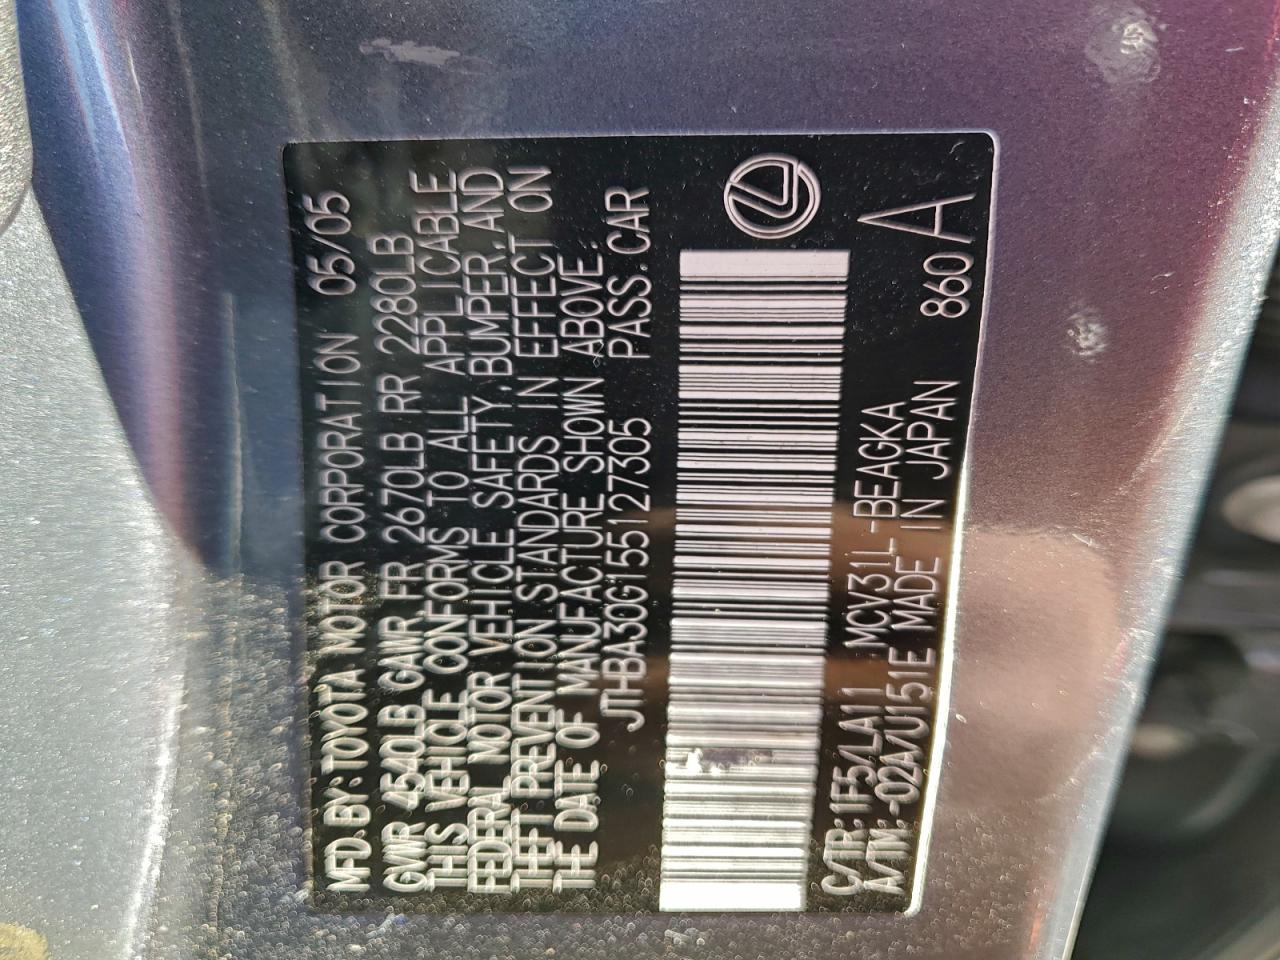 MFD. BY: TOYOTA MOTOR CORPORATION 05/05
GVWR 4540LB GAWR. FR 2670LB RR 2280LB
THIS VEHICLE CONFORMS TO ALL APPLICABLE
FEDERAL MOTOR VEHICLE SAFETY, BUMPER, AND
THEFT PREVENTION STANDARDS IN EFFECT ON
THE DATE OF MANUFACTURE SHOWN ABOVE.
JTHBA30G155127305 PASS. CAR
C/TR: 1F5/LA11 MCV31L-BEAGKA
A/TM: -02A/U151E MADE IN JAPAN 860A